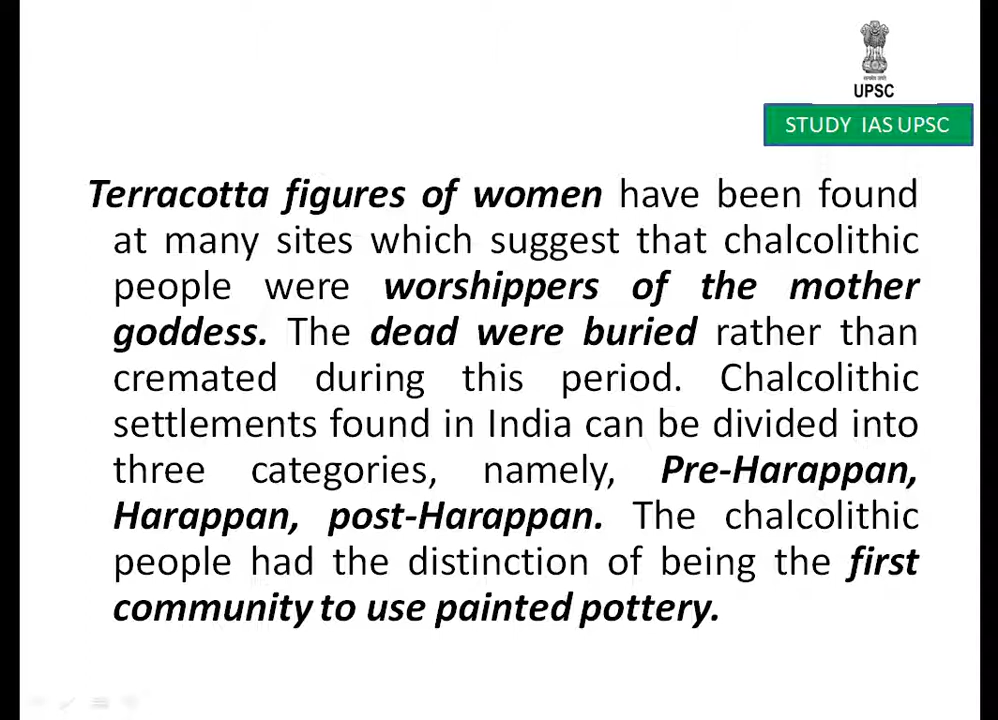 UPSC
STUDY IAS UPSC
Terracotta figures of women have been found
at many sites which suggest that chalcolithic
people were worshippers of the mother
goddess. The dead were buried rather than
cremated during this period. Chalcolithic
settlements found in India can be divided into
three categories, namely, Pre-Harappan,
Harappan, post-Harappan. The chalcolithic
people had the distinction of being the first
community to use painted pottery.